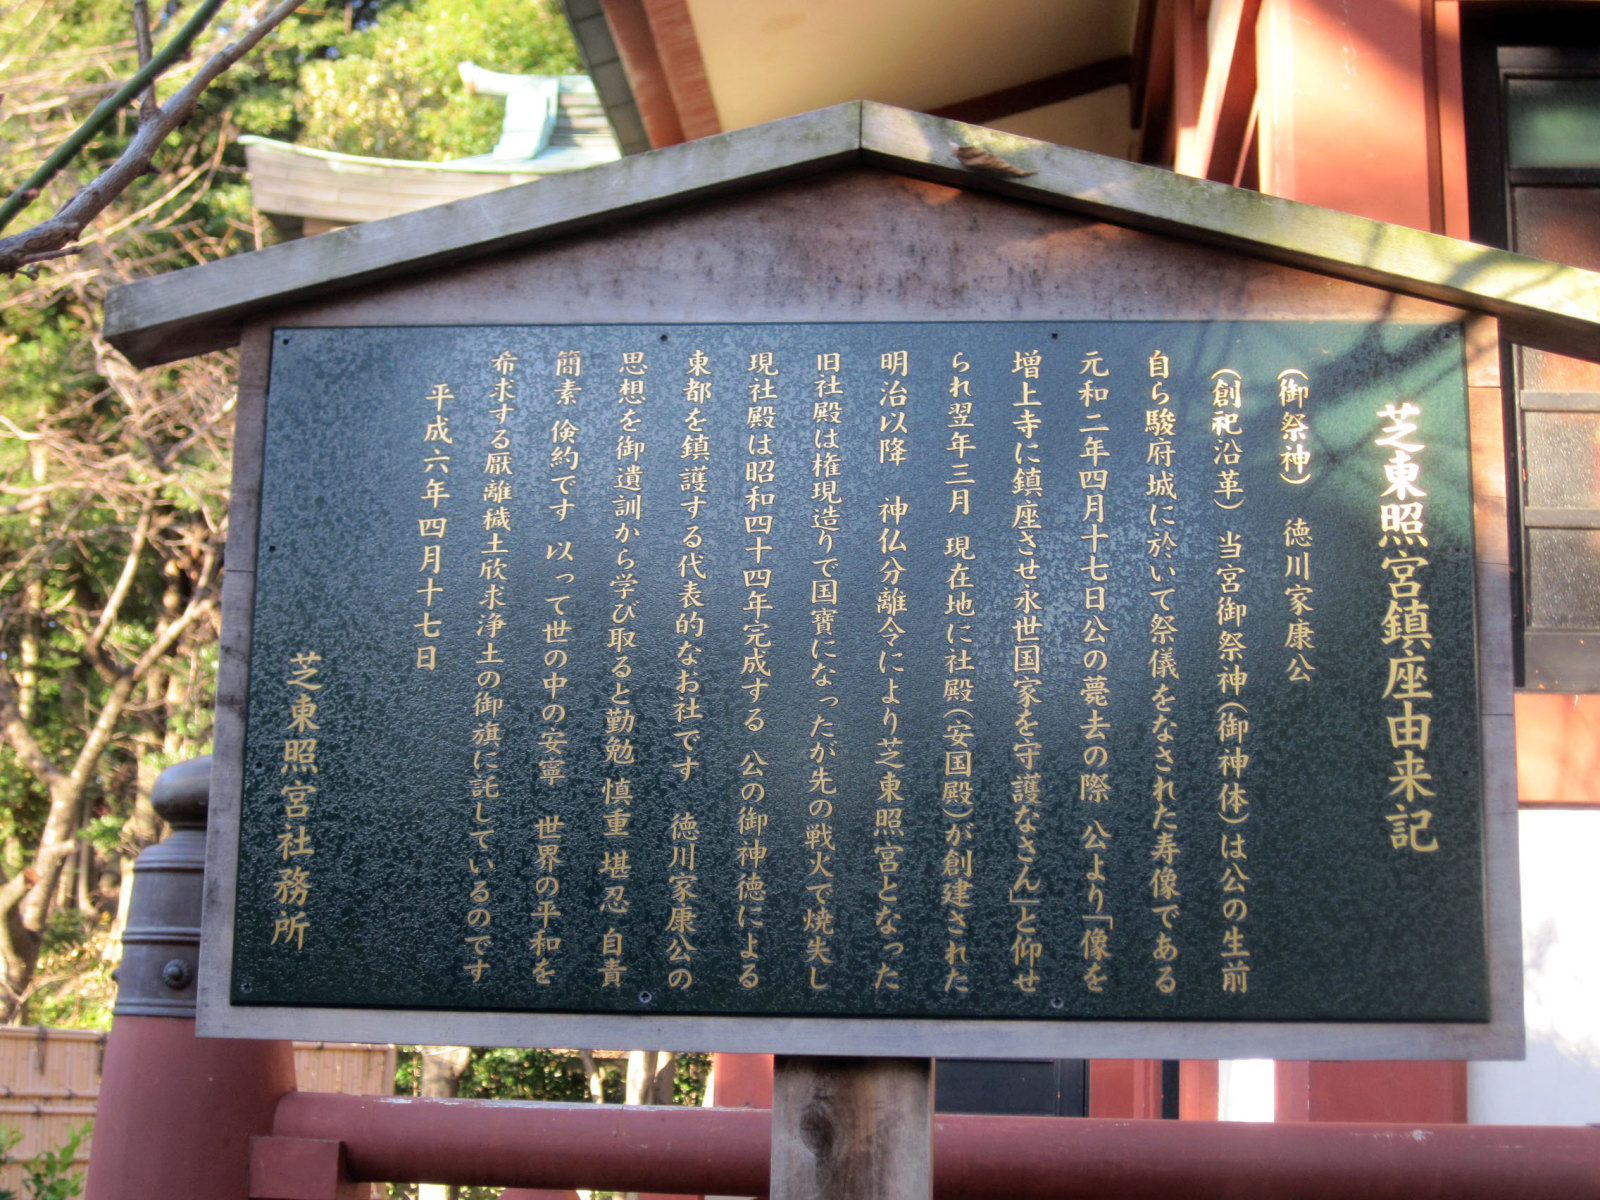 芝東照宮鎮座由来記
(御祭神) 徳川家康公
(創祀沿革) 当宮御祭神(御神体)は公の生前
自ら駿府城に於いて祭儀をなされた寿像である
元和二年四月十七日公の薨去の際 公より「像を
増上寺に鎮座させ永世国家を守護なさん」と仰せ
られ翌年三月 現在地に社殿(安国殿)が創建された
明治以降 神仏分離令により芝東照宮となった
旧社殿は権現造りで国寶になったが先の戦火で焼失し
現社殿は昭和四十四年完成する 公の御神徳による
東都を鎮護する代表的なお社です 徳川家康公の
思想を御遺訓から学び取ると勤勉 慎重 堪忍 自責
簡素 倹約です 以って世の中の安寧 世界の平和を
希求する厭離穢土欣求浄土の御旗に託しているのです
平成六年四月十七日
芝東照宮社務所